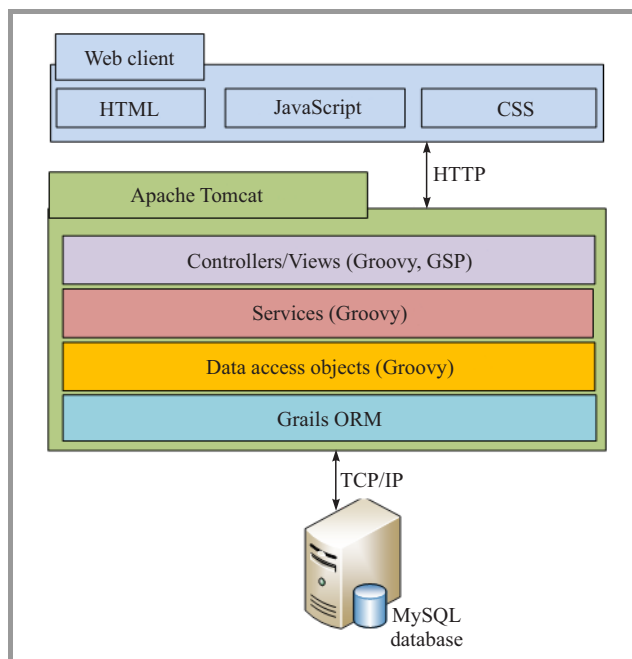 Web client
HTML
JavaScript
CSS
HTTP
Apache Tomcat
Controllers/Views (Groovy, GSP)
Services (Groovy)
Data access objects (Groovy)
Grails ORM
TCP/IP
MySQL
database